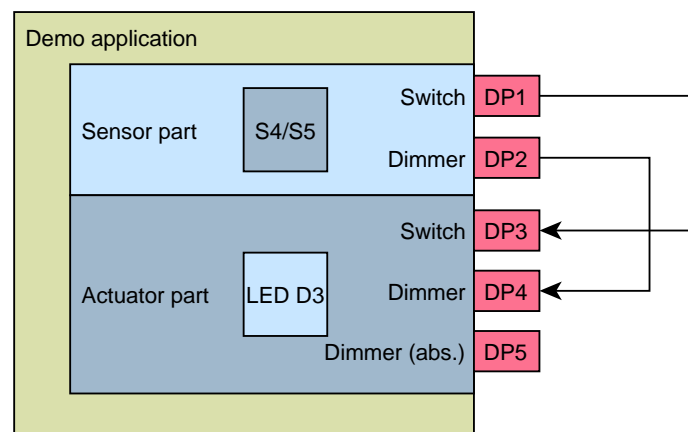 Demo application
Switch DP1
Sensor part S4/S5
Dimmer DP2
Switch DP3
Actuator part LED D3 Dimmer DP4
Dimmer (abs.) DP5